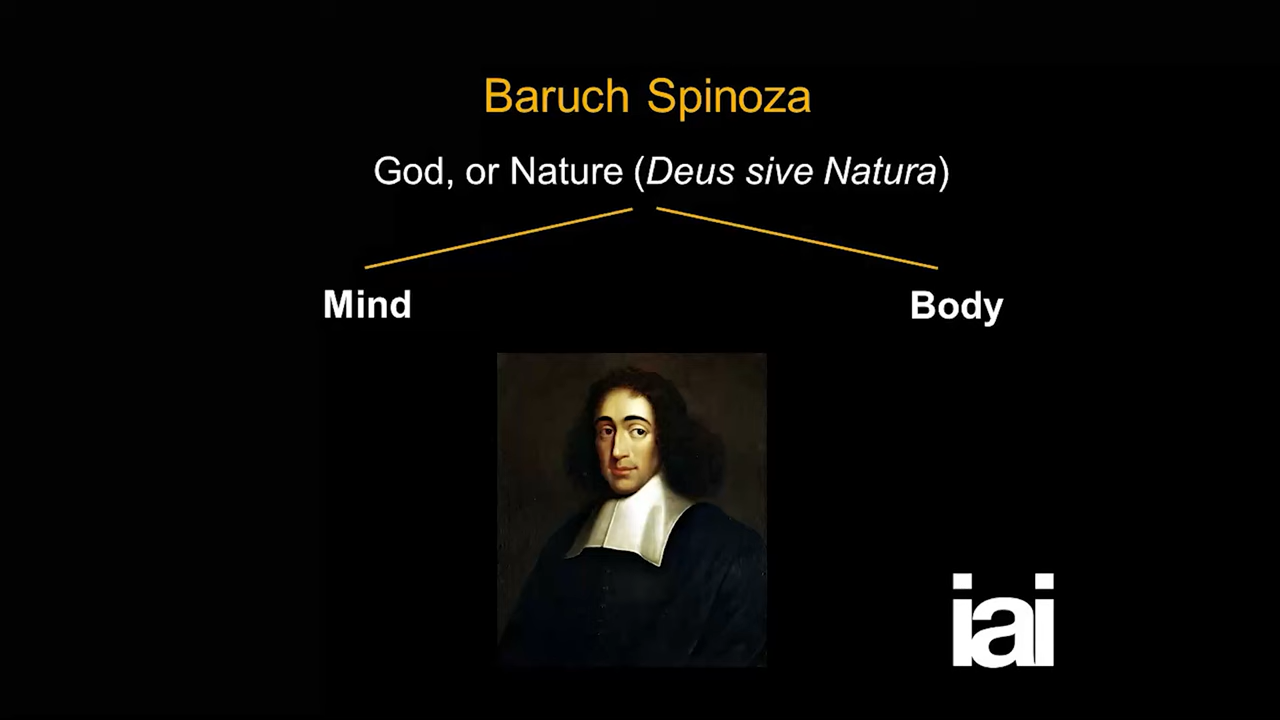 Baruch Spinoza
God, or Nature (Deus sive Natura)
Mind
Body
iai